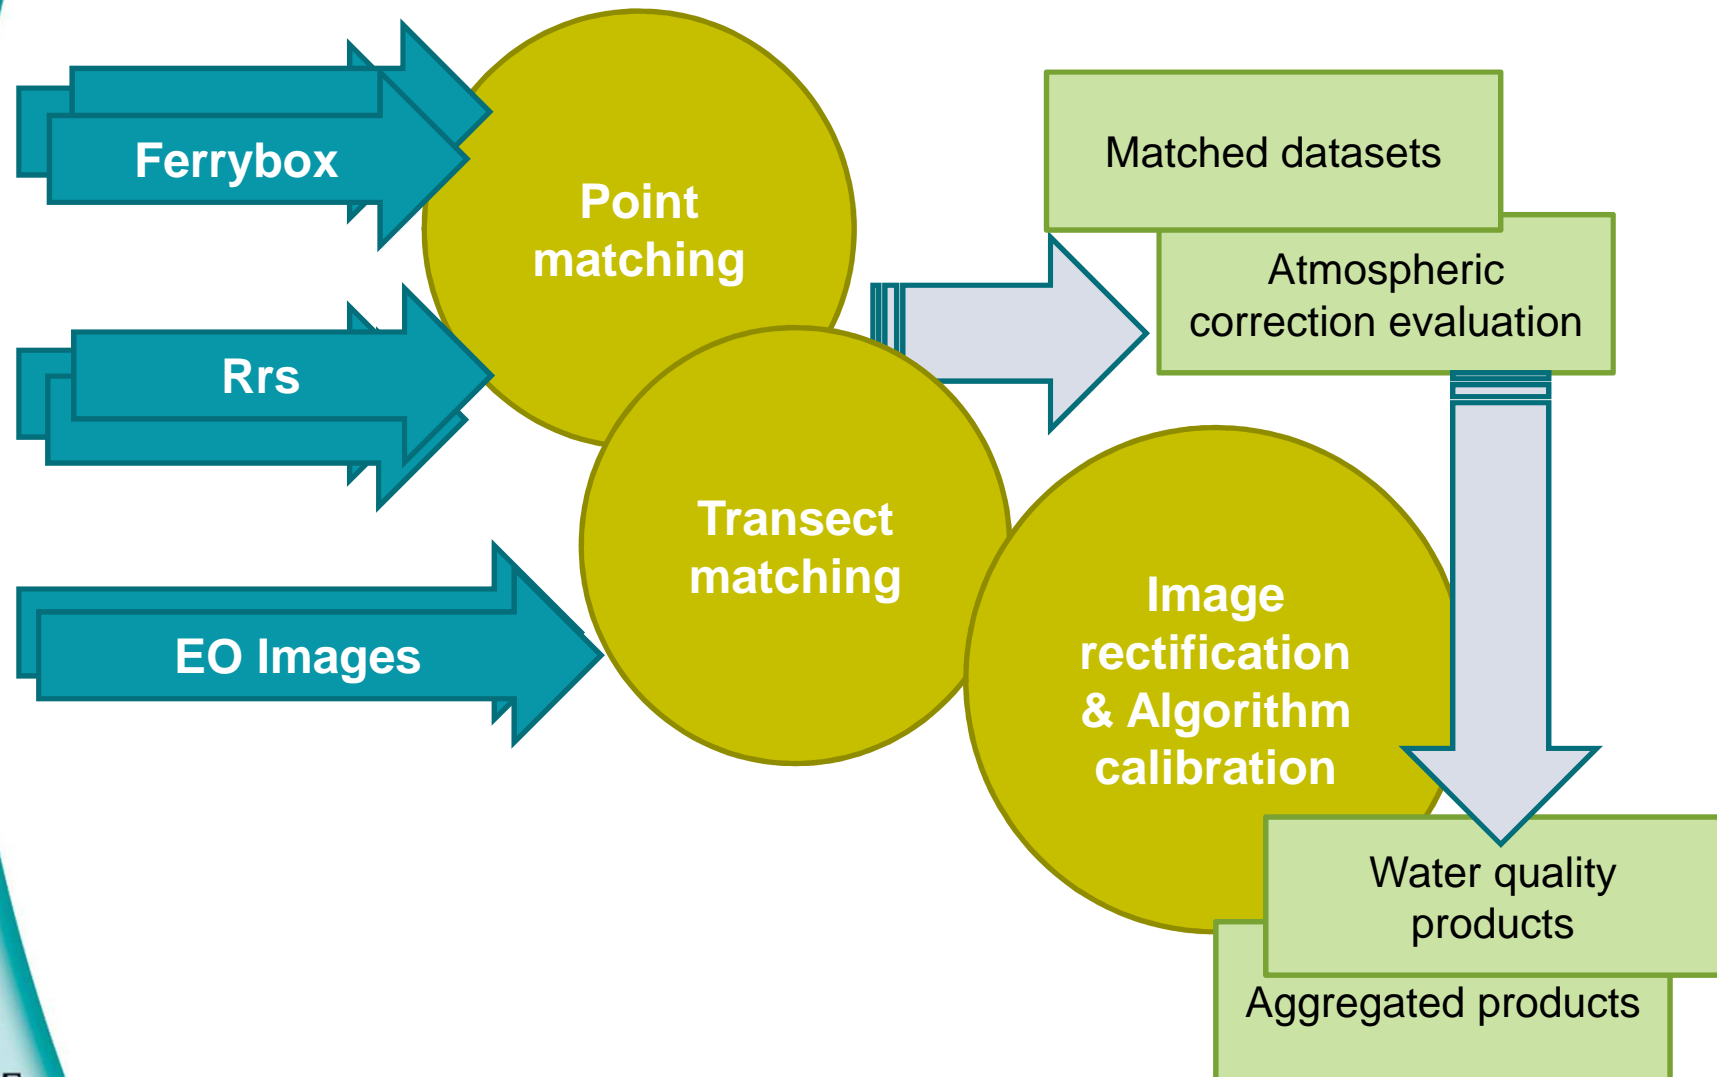 Ferrybox
Point
matching
Matched datasets
Atmospheric
correction evaluation
Rrs
Transect
matching
EO Images
Image
rectification
& Algorithm
calibration
Water quality
products
Aggregated products